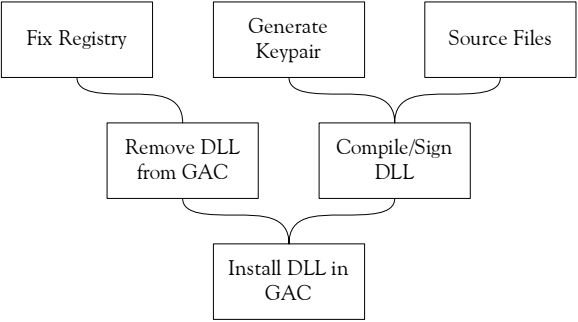 Fix Registry
Generate
Keypair
Source Files
Remove DLL
from GAC
Compile/Sign
DLL
Install DLL in
GAC